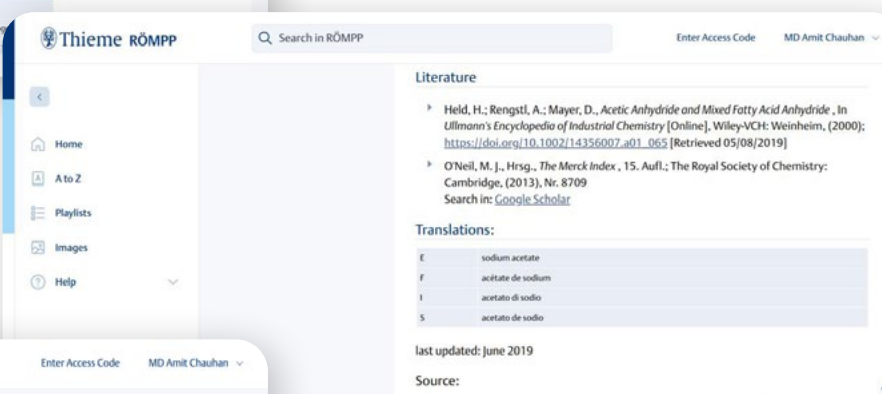 Thieme RÖMPP
Search in RÖMPP
Enter Access Code
MD Amit Chauhan
Home
A to Z
Playlists
Images
Help
Literature
Held, H.; Rengstl, A.; Mayer, D., Acetic Anhydride and Mixed Fatty Acid Anhydride , In
Ullmann's Encyclopedia of Industrial Chemistry [Online], Wiley-VCH: Weinheim, (2000);
https://doi.org/10.1002/14356007.a01_065 [Retrieved 05/08/2019]
O'Neil, M. J., Hrsg., The Merck Index , 15. Aufl.; The Royal Society of Chemistry:
Cambridge, (2013), Nr. 8709
Search in: Google Scholar
Translations:
E sodium acetate
F acétate de sodium
I acetato di sodio
S acetato de sodio
last updated: June 2019
Source:
Enter Access Code
MD Amit Chauhan